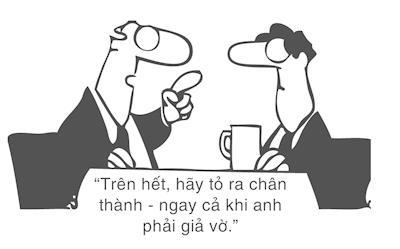 “Trên hết, hãy tỏ ra chân
thành - ngay cả khi anh
phải giả vờ.”